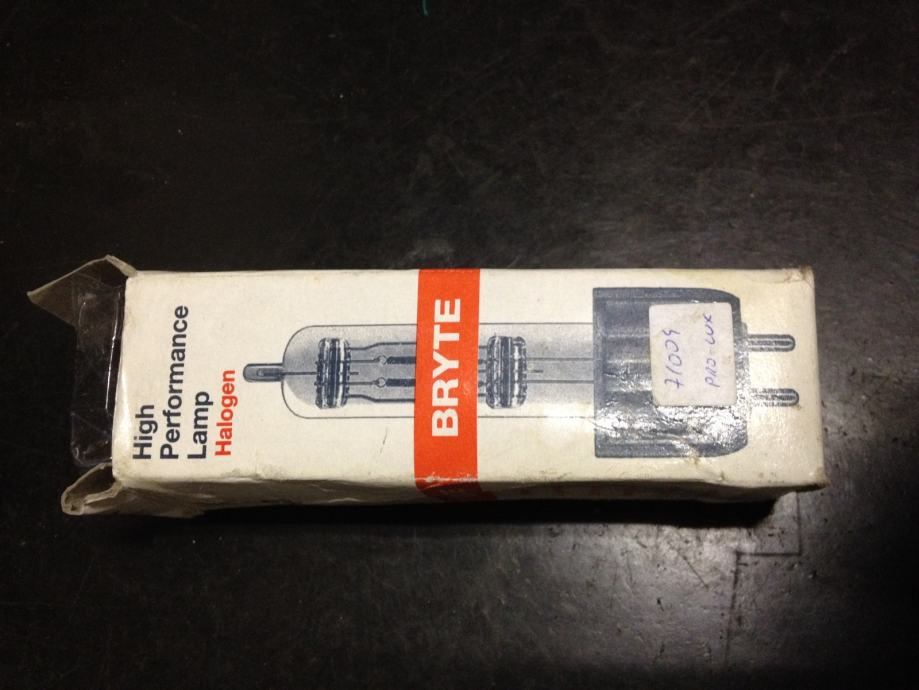 High
Performance
Lamp
Halogen
BRYTE
71009
PRO-LUX